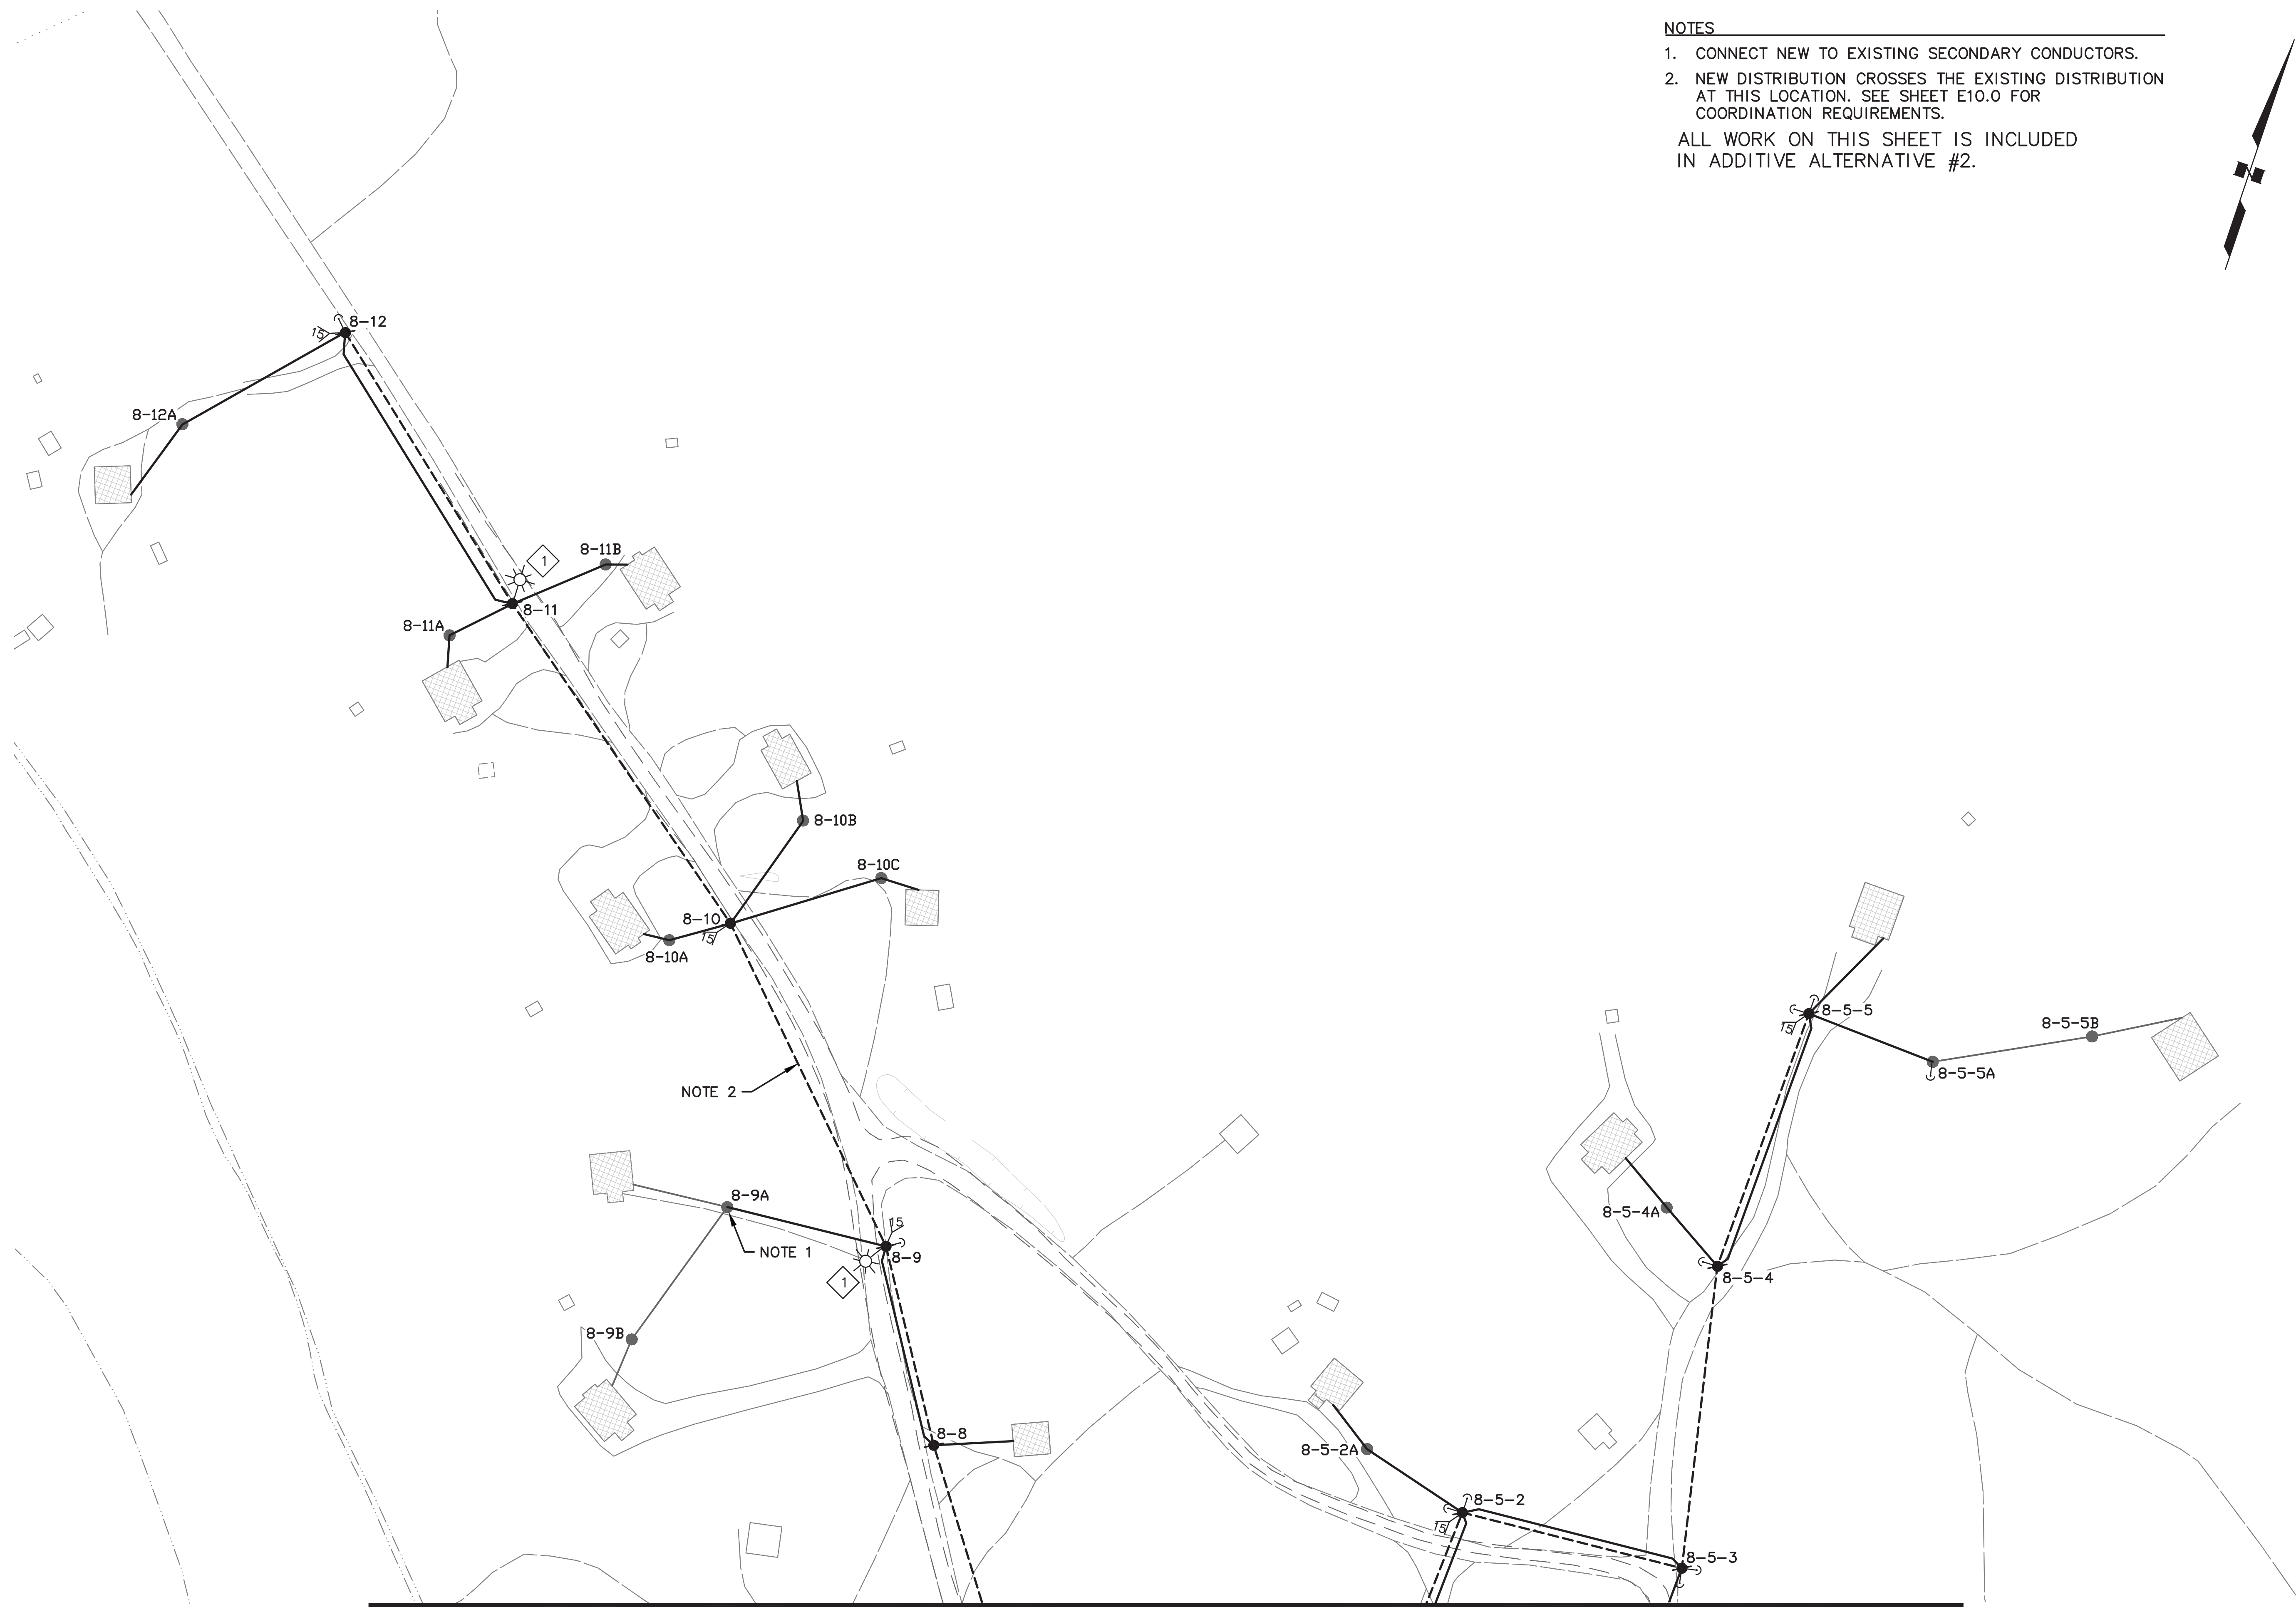 NOTES
1. CONNECT NEW TO EXISTING SECONDARY CONDUCTORS.
2. NEW DISTRIBUTION CROSSES THE EXISTING DISTRIBUTION
AT THIS LOCATION. SEE SHEET E10.0 FOR
COORDINATION REQUIREMENTS.
ALL WORK ON THIS SHEET IS INCLUDED
IN ADDITIVE ALTERNATIVE #2.
8-12
15
8-12A
8-11B
1
8-11
8-11A
8-10B
8-10C
8-10
15
8-10A
8-5-5
15
8-5-5B
8-5-5A
NOTE 2
8-9A
8-5-4A
15
NOTE 1
8-9
8-5-4
1
8-9B
8-8
8-5-2A
8-5-2
15
8-5-3